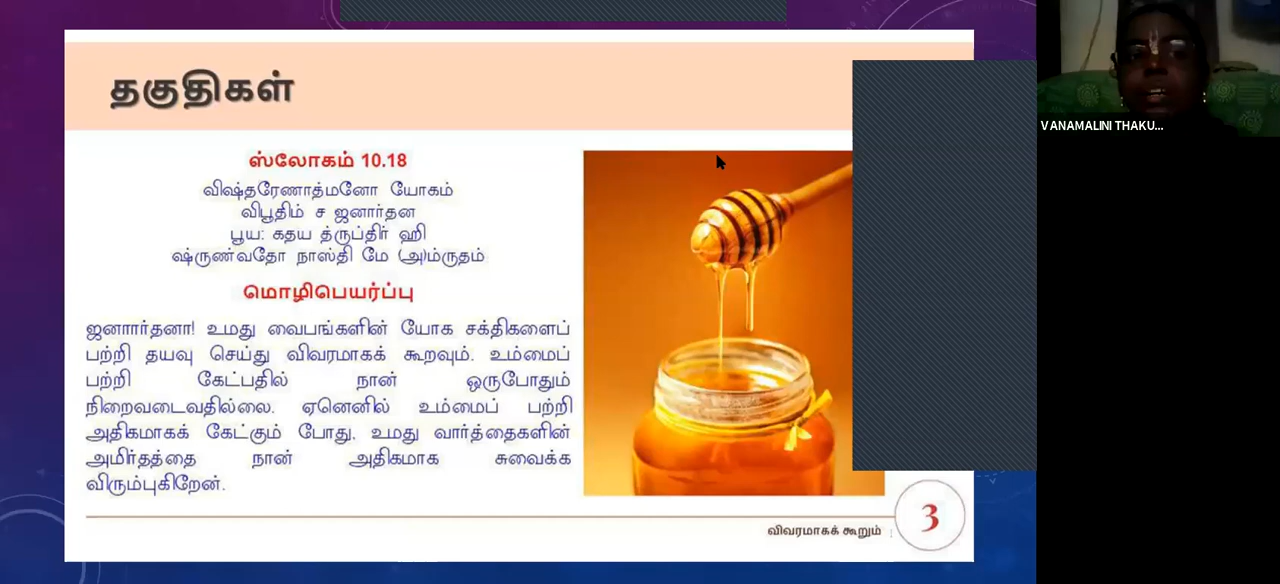 தகுதிகள்
ஸ்லோகம் 10.18
விஷ்தரேணாத்மனோ யோகம்
விபூதிம் ச ஜனார்தன
பூய: கதய த்ருப்திர் ஹி
ஷ்ருண்வதோ நாஸ்தி மே (அ)ம்ருதம்
மொழிபெயர்ப்பு
ஜனார்ர்தனா! உமது வைபங்களின் யோக சக்திகளைப்
பற்றி தயவு செய்து விவரமாகக் கூறவும். உம்மைப்
பற்றி கேட்பதில் நான் ஒருபோதும்
நிறைவடைவதில்லை. ஏனெனில் உம்மைப் பற்றி
அதிகமாகக் கேட்கும் போது, உமது வார்த்தைகளின்
அமிர்தத்தை நான் அதிகமாக சுவைக்க
விரும்புகிறேன்.
விவரமாகக் கூறும்
3
VANAMALINI THAKU...